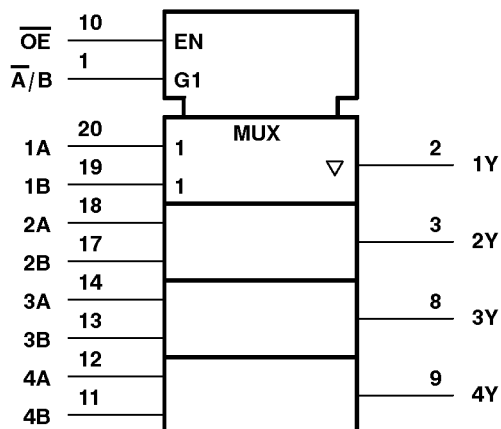 O̅E̅ 10 EN
A̅/B 1 G1
MUX
1A 20 1 2 1Y
1B 19 1
2A 18 3 2Y
2B 17
3A 14 8 3Y
3B 13
4A 12 9 4Y
4B 11